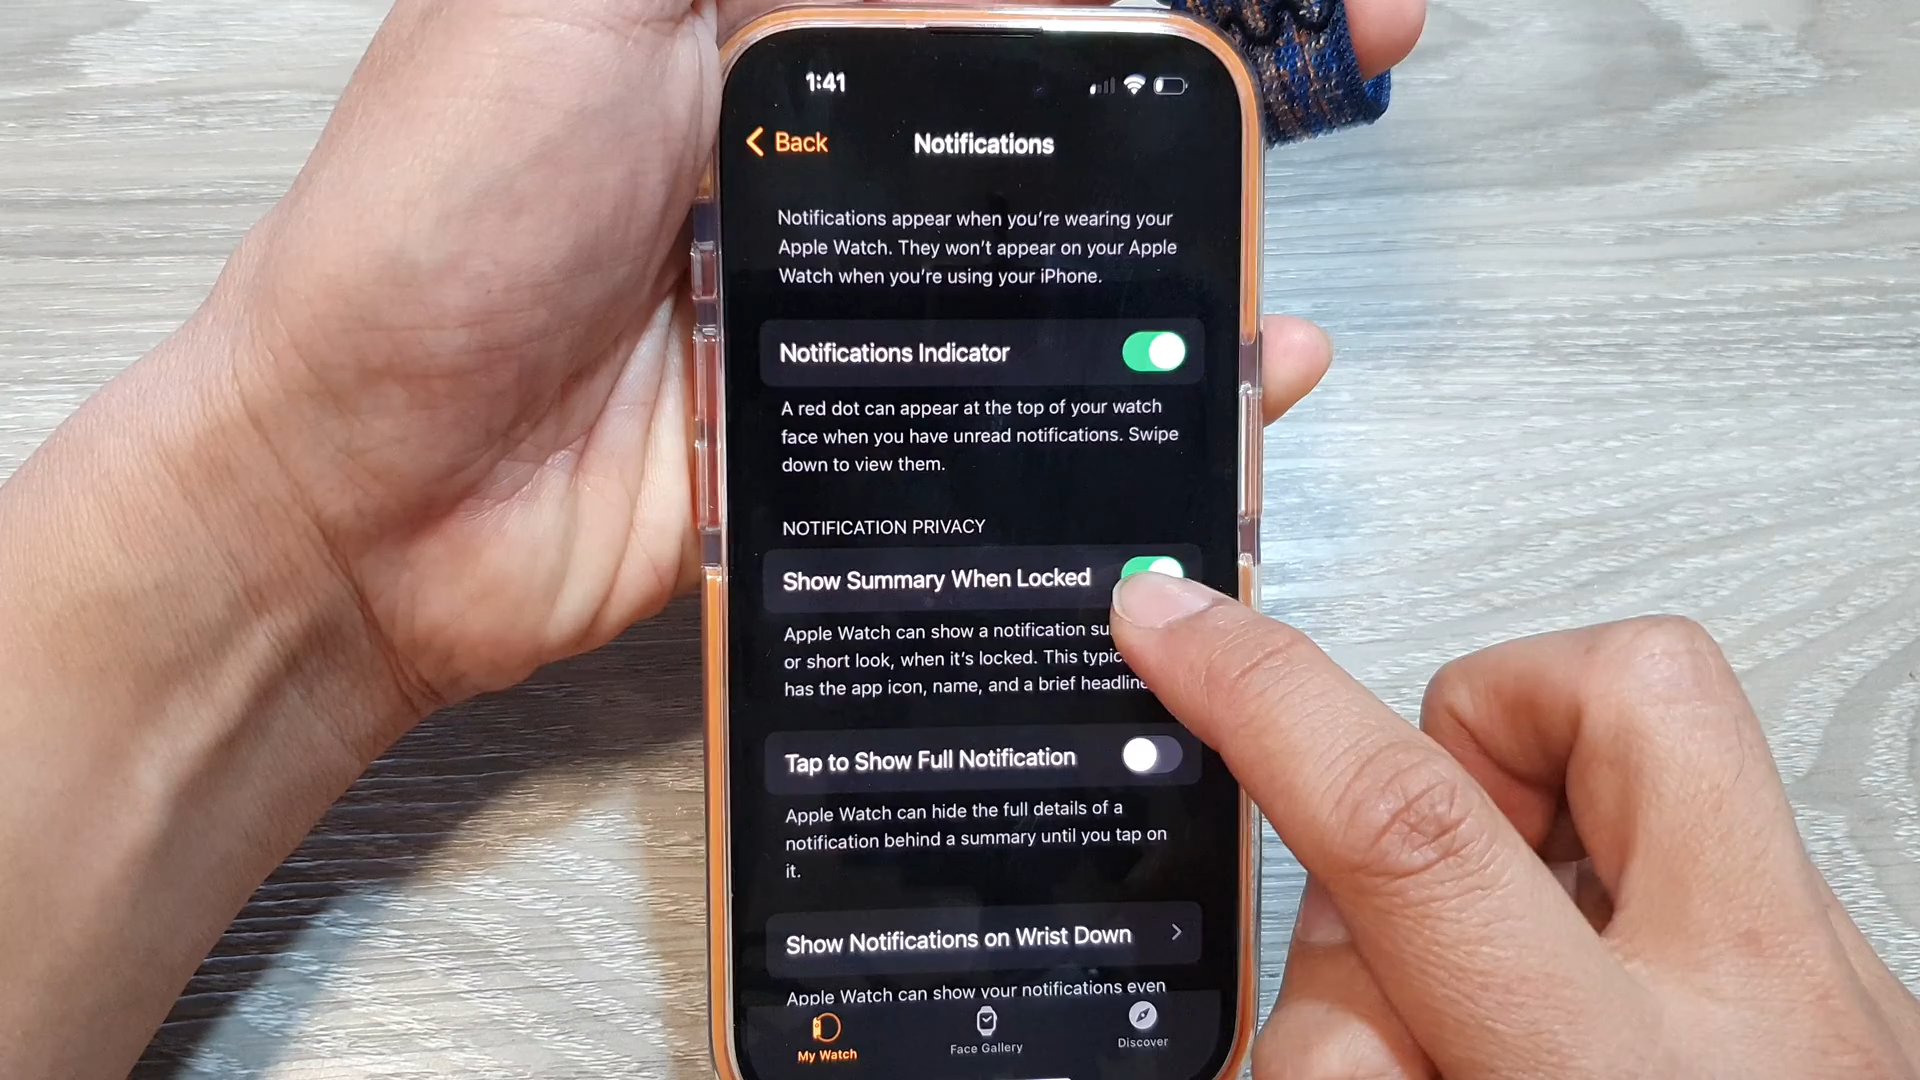 1:41
Back
Notifications
Notifications appear when you're wearing your
Apple Watch. They won't appear on your Apple
Watch when you're using your iPhone.
Notifications Indicator
A red dot can appear at the top of your watch
face when you have unread notifications. Swipe
down to view them.
NOTIFICATION PRIVACY
Show Summary When Locked
Apple Watch can show a notification su
or short look, when it's locked. This typic
has the app icon, name, and a brief headline
Tap to Show Full Notification
Apple Watch can hide the full details of a
notification behind a summary until you tap on
it.
Show Notifications on Wrist Down
Apple Watch can show your notifications even
My Watch
Face Gallery
Discover